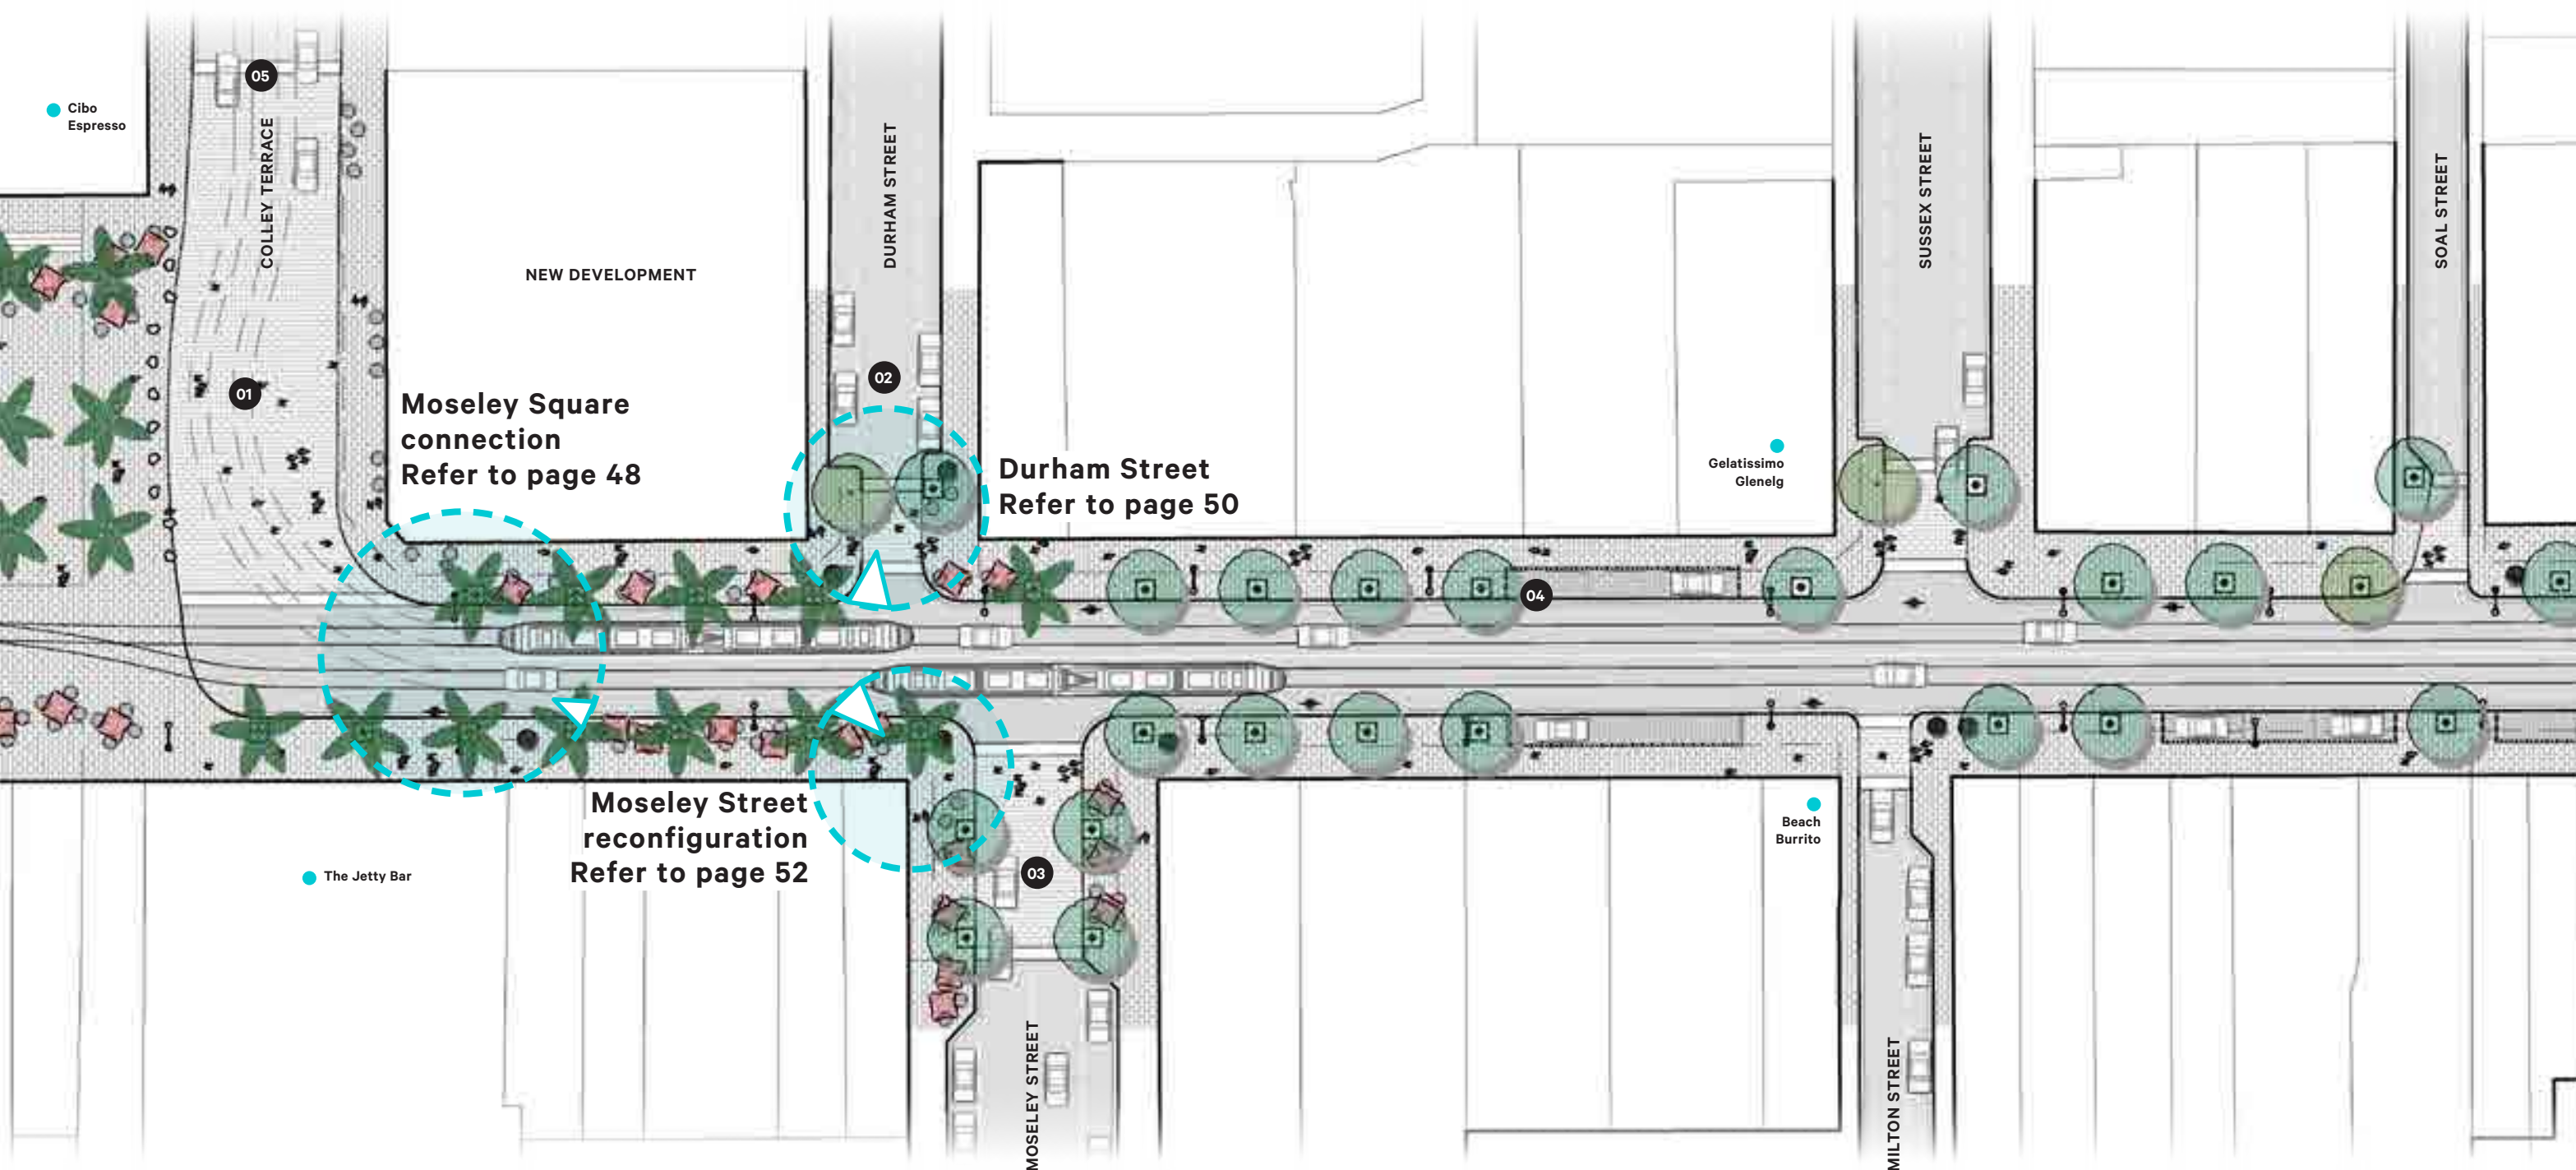 05
Cibo
Espresso
COLLEY TERRACE
01
NEW DEVELOPMENT
Moseley Square
connection
Refer to page 48
DURHAM STREET
02
Durham Street
Refer to page 50
SUSSEX STREET
SOAL STREET
Gelatissimo
Glenelg
04
Moseley Street
reconfiguration
Refer to page 52
The Jetty Bar
03
MOSELEY STREET
Beach
Burrito
MILTON STREET